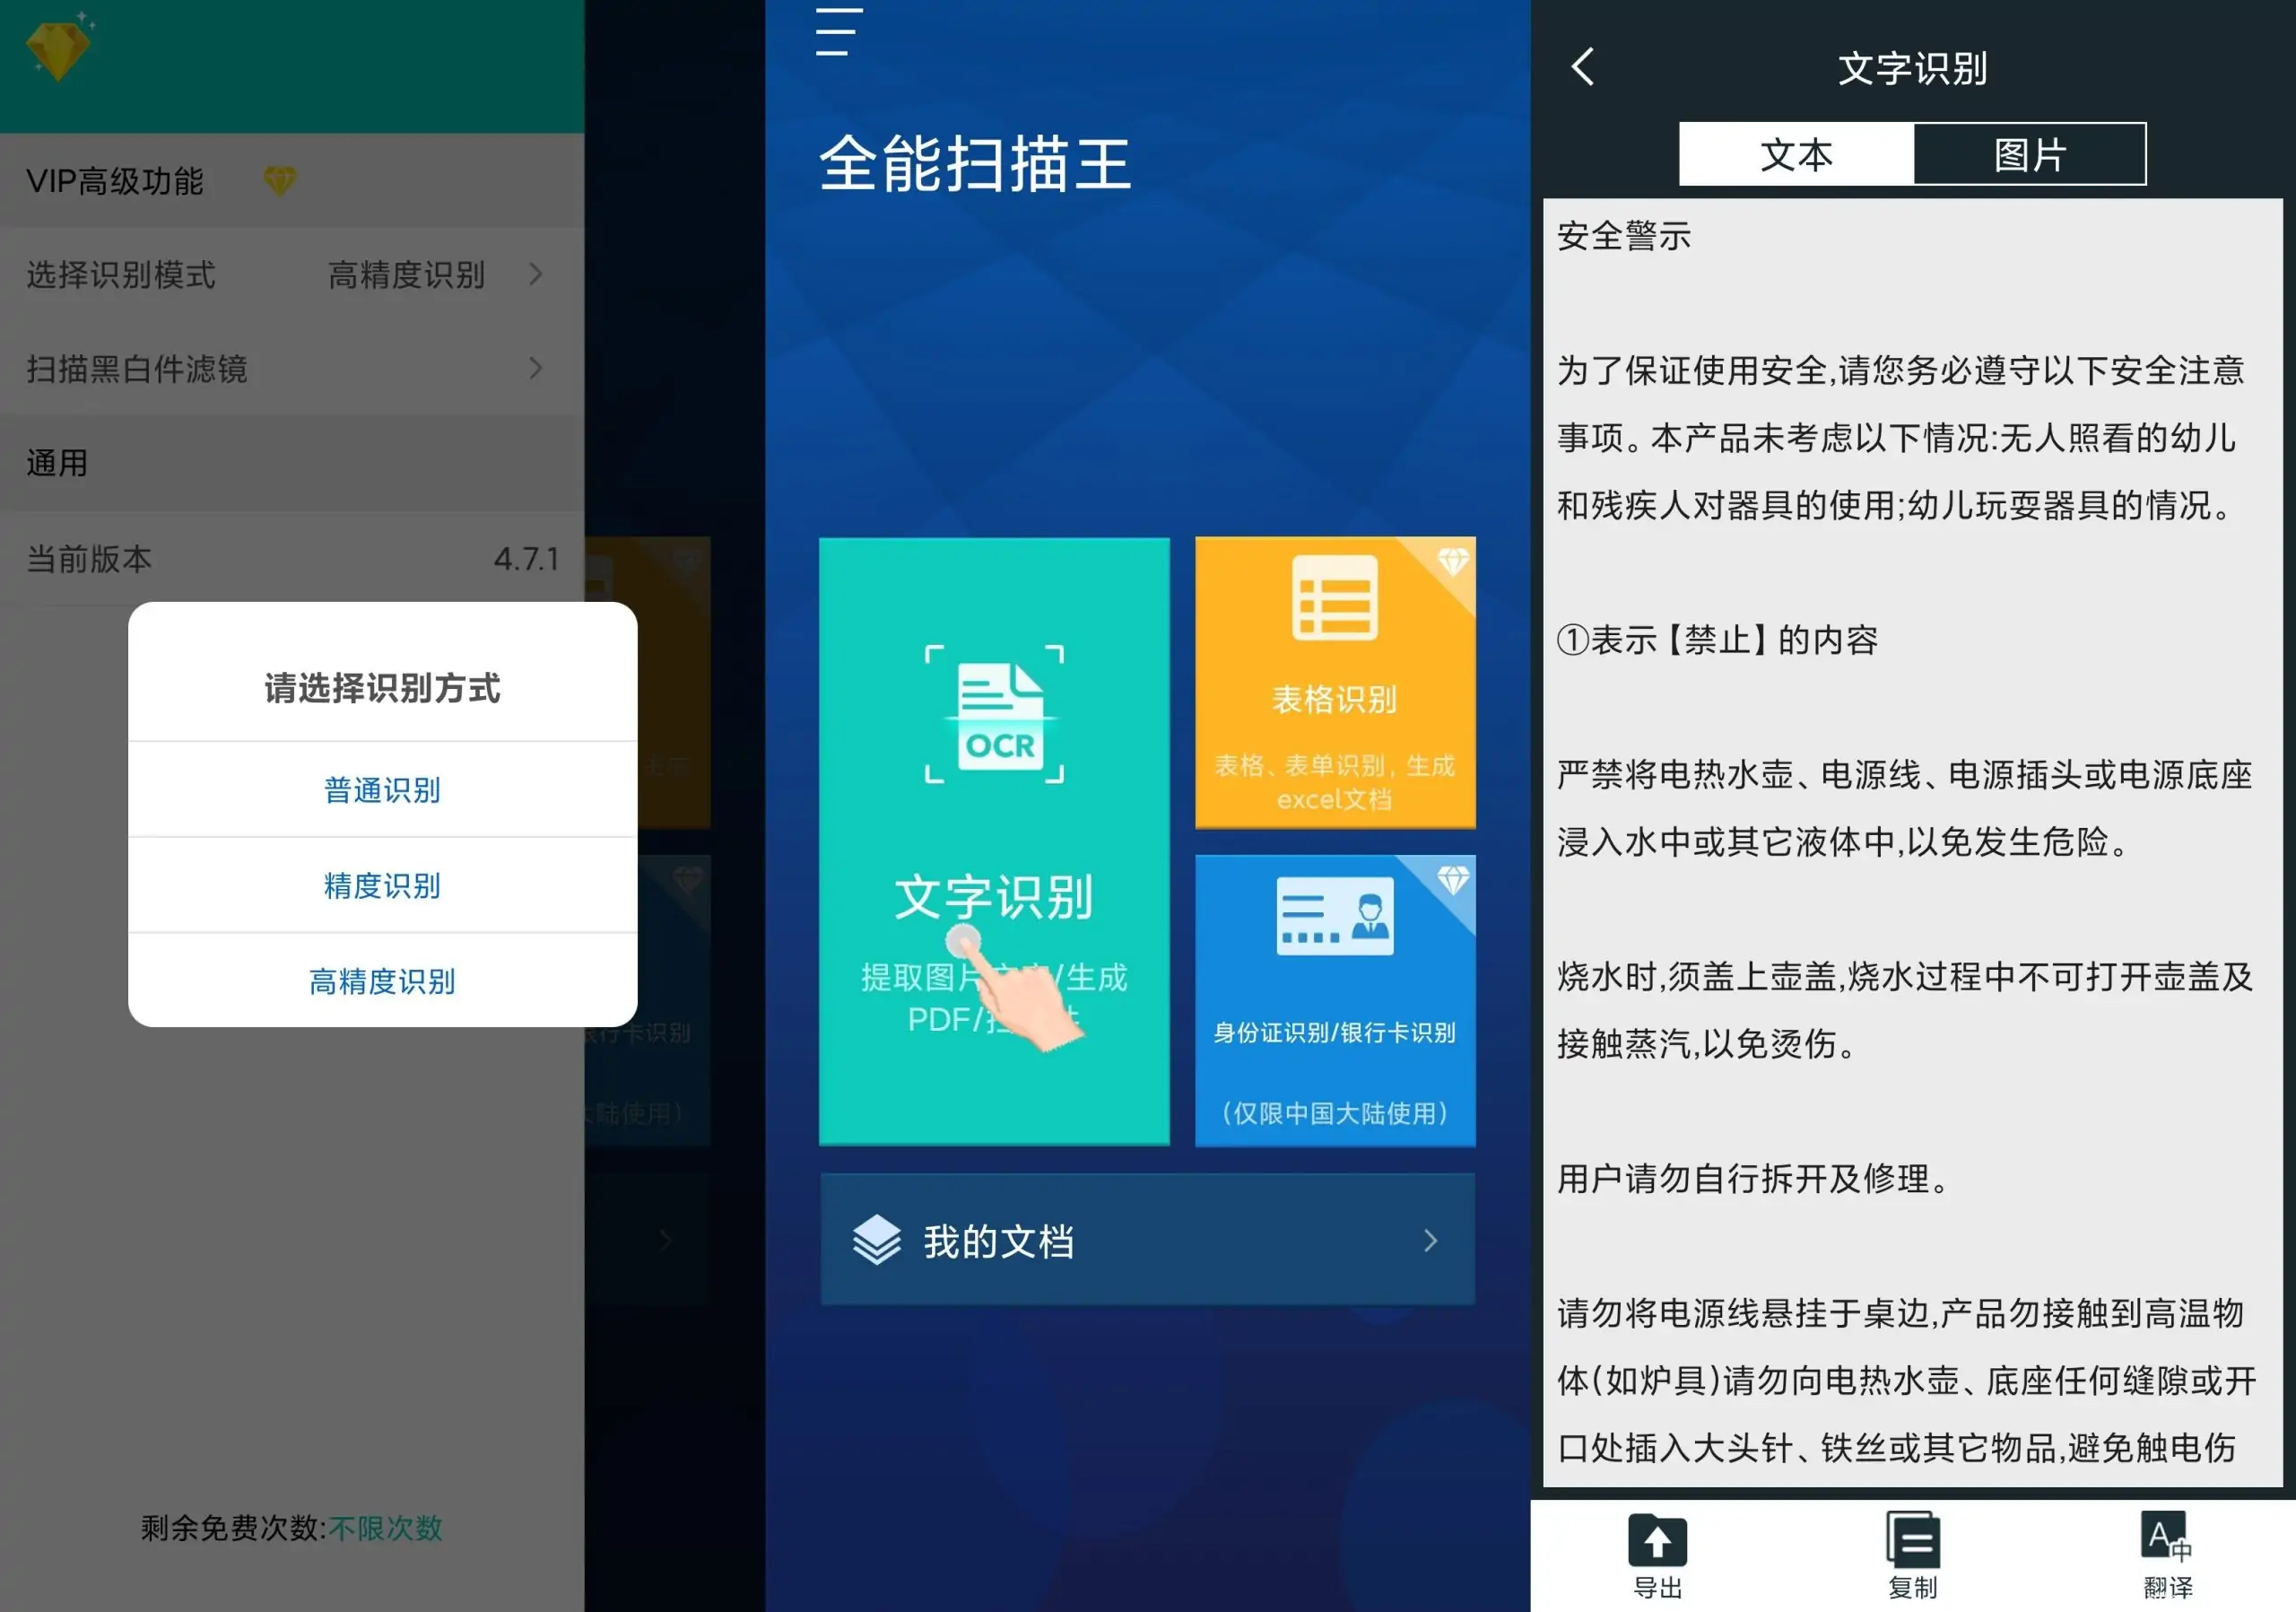 VIP高级功能
选择识别模式 高精度识别
扫描黑白件滤镜
通用
当前版本 4.7.1
请选择识别方式
普通识别
精度识别
高精度识别
行卡识别
陆使用）
剩余免费次数:不限次数
全能扫描王
OCR
文字识别
提取图片 /生成
PDF/
表格识别
表格、表单识别，生成
excel文档
身份证识别/银行卡识别
（仅限中国大陆使用）
我的文档
文字识别
文本 图片
安全警示
为了保证使用安全,请您务必遵守以下安全注意
事项。本产品未考虑以下情况:无人照看的幼儿
和残疾人对器具的使用;幼儿玩耍器具的情况。
①表示【禁止】的内容
严禁将电热水壶、电源线、电源插头或电源底座
浸入水中或其它液体中,以免发生危险。
烧水时,须盖上壶盖,烧水过程中不可打开壶盖及
接触蒸汽,以免烫伤。
用户请勿自行拆开及修理。
请勿将电源线悬挂于桌边,产品勿接触到高温物
体(如炉具)请勿向电热水壶、底座任何缝隙或开
口处插入大头针、铁丝或其它物品,避免触电伤
导出 复制 翻译